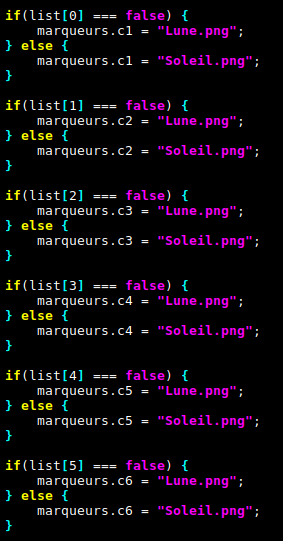 if(list[0] === false) {
    marqueurs.c1 = "Lune.png";
} else {
    marqueurs.c1 = "Soleil.png";
}

if(list[1] === false) {
    marqueurs.c2 = "Lune.png";
} else {
    marqueurs.c2 = "Soleil.png";
}

if(list[2] === false) {
    marqueurs.c3 = "Lune.png";
} else {
    marqueurs.c3 = "Soleil.png";
}

if(list[3] === false) {
    marqueurs.c4 = "Lune.png";
} else {
    marqueurs.c4 = "Soleil.png";
}

if(list[4] === false) {
    marqueurs.c5 = "Lune.png";
} else {
    marqueurs.c5 = "Soleil.png";
}

if(list[5] === false) {
    marqueurs.c6 = "Lune.png";
} else {
    marqueurs.c6 = "Soleil.png";
}